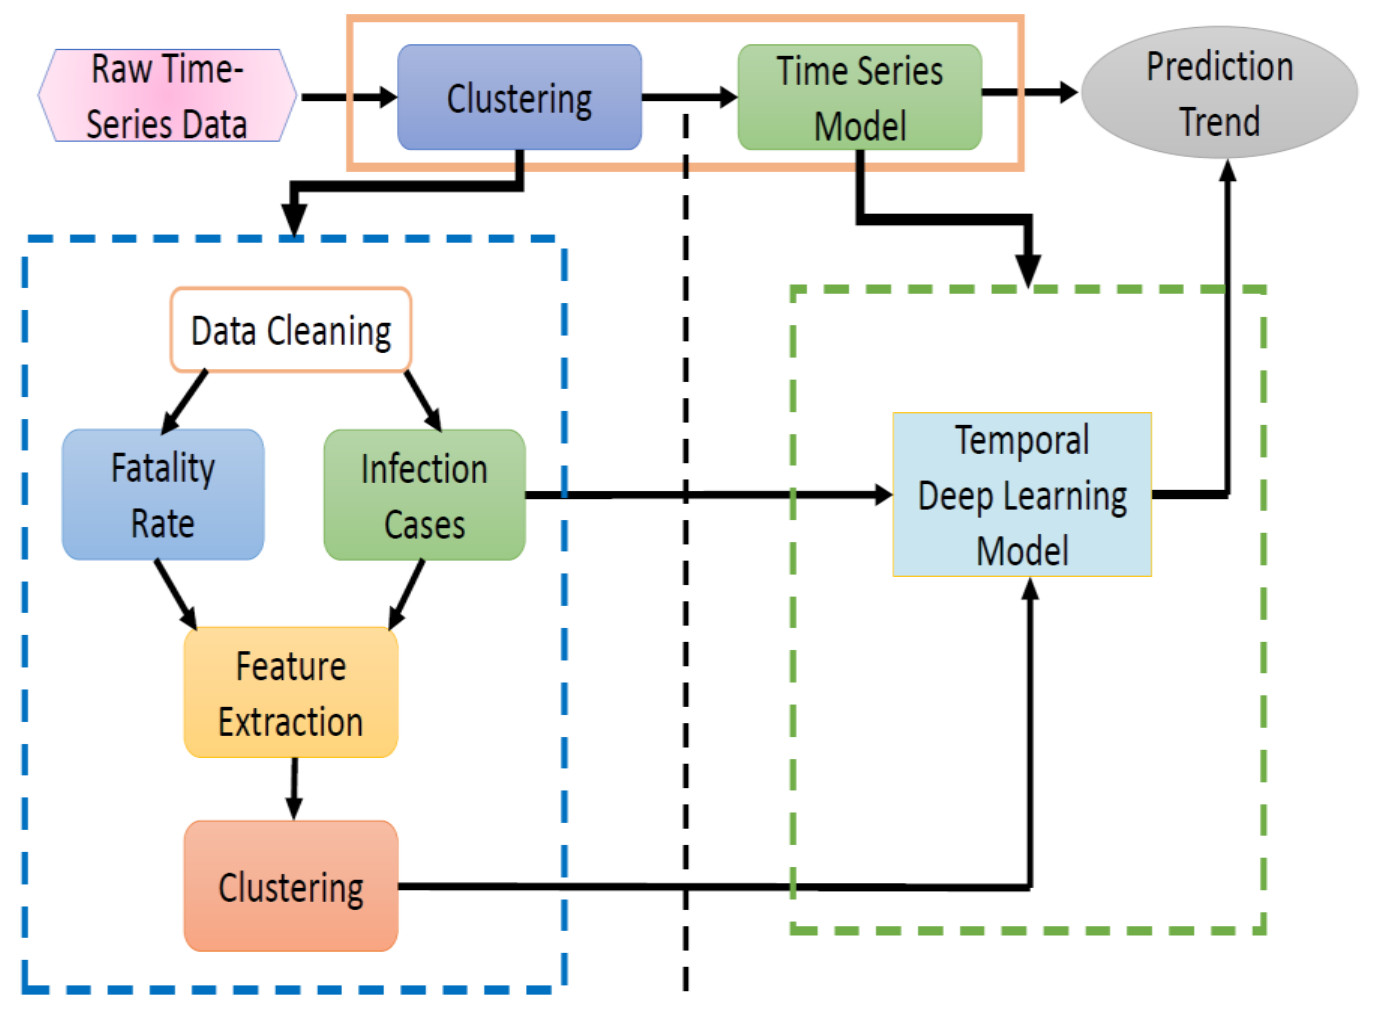 Raw Time-
Series Data
Clustering
Time Series
Model
Prediction
Trend
Data Cleaning
Fatality
Rate
Infection
Cases
Temporal
Deep Learning
Model
Feature
Extraction
Clustering